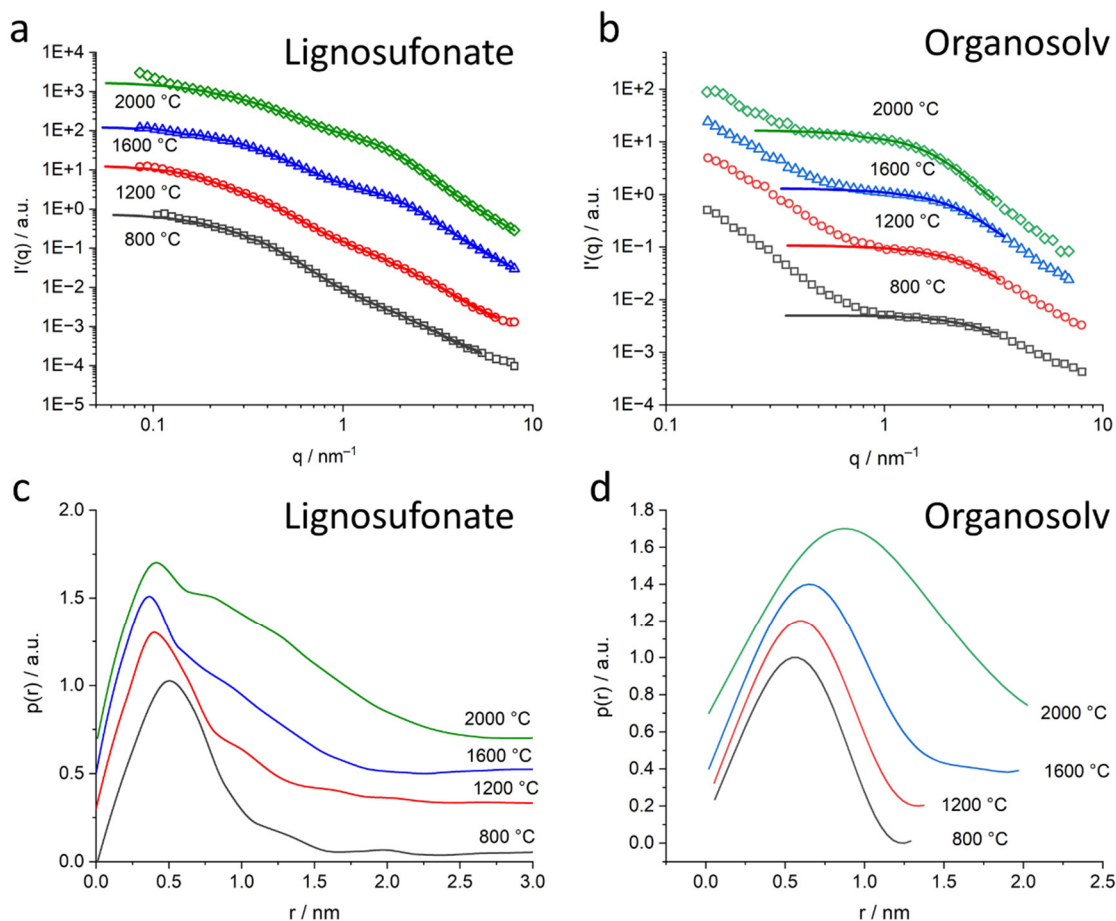 a
Lignosufonate
1E+4
1E+3
1E+2
1E+1
1E+0
1E−1
1E−2
1E−3
1E−4
1E−5
I'(q) / a.u.
2000 °C
1600 °C
1200 °C
800 °C
0.1
1
10
q / nm⁻¹
b
Organosolv
1E+2
1E+1
1E+0
1E−1
1E−2
1E−3
1E−4
I'(q) / a.u.
2000 °C
1600 °C
1200 °C
800 °C
0.1
1
10
q / nm⁻¹
c
Lignosufonate
2.0
1.5
1.0
0.5
0.0
p(r) / a.u.
2000 °C
1600 °C
1200 °C
800 °C
0.0 0.5 1.0 1.5 2.0 2.5 3.0
r / nm
d
Organosolv
1.8
1.6
1.4
1.2
1.0
0.8
0.6
0.4
0.2
0.0
p(r) / a.u.
2000 °C
1600 °C
1200 °C
800 °C
0.0 0.5 1.0 1.5 2.0 2.5
r / nm